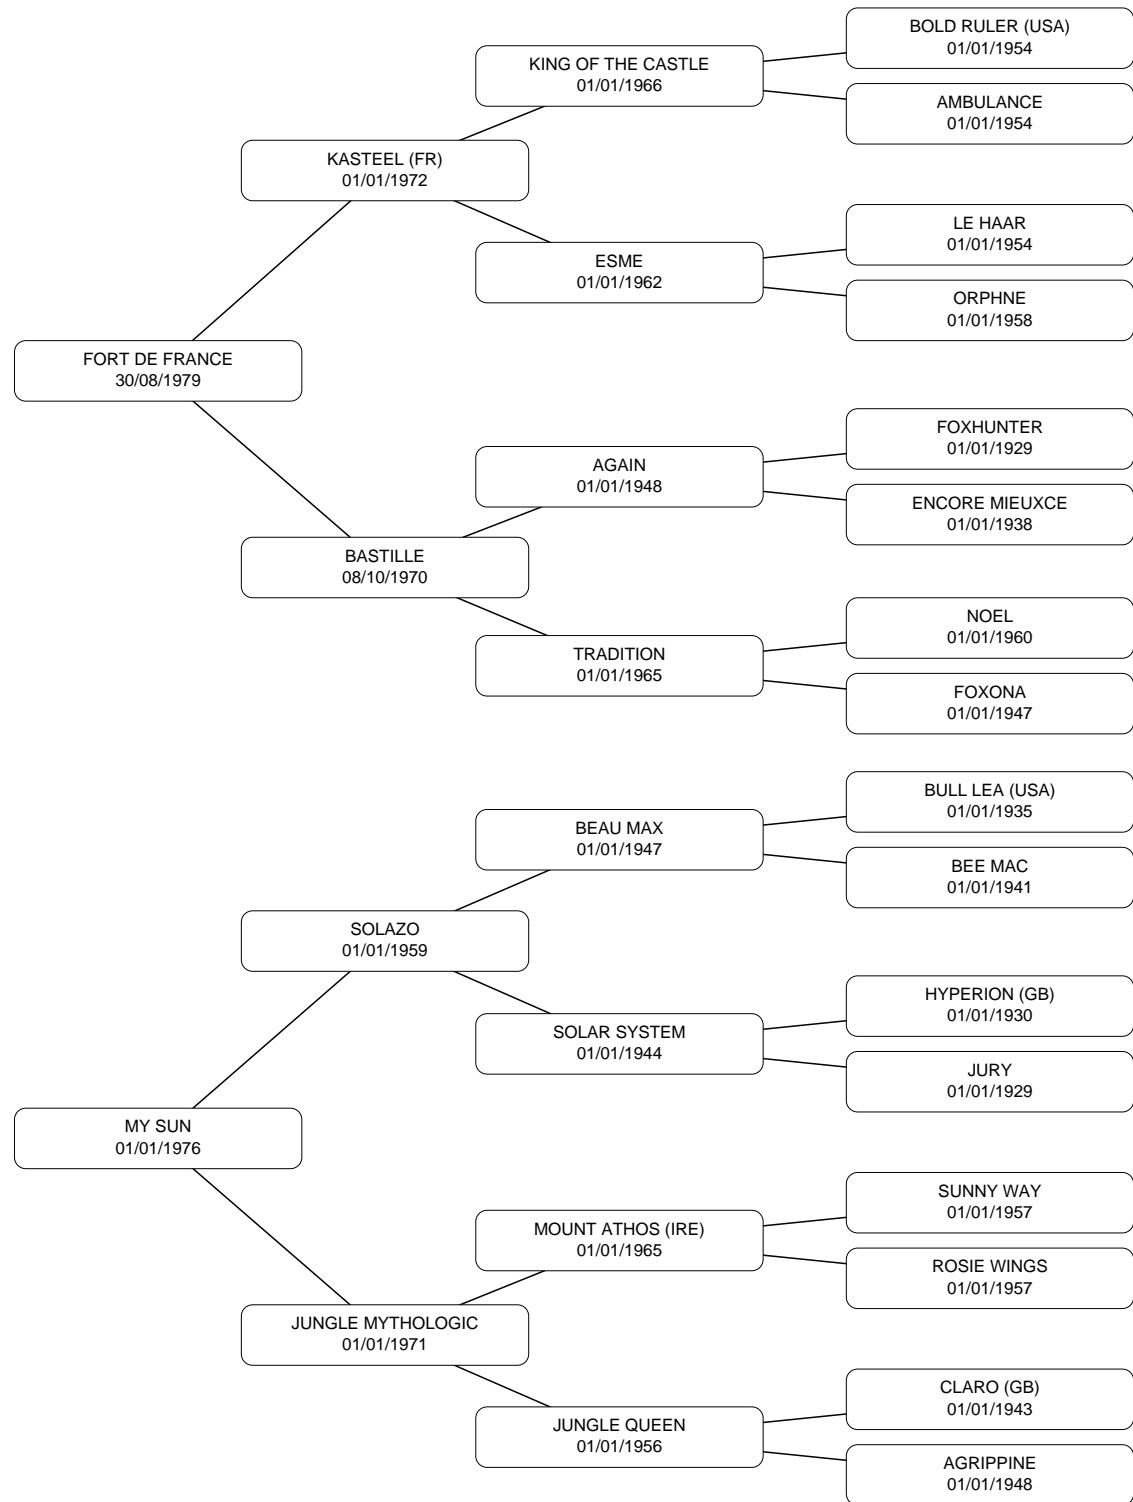 BOLD RULER (USA)
01/01/1954
KING OF THE CASTLE
01/01/1966
AMBULANCE
01/01/1954
KASTEEL (FR)
01/01/1972
LE HAAR
01/01/1954
ESME
01/01/1962
ORPHNE
01/01/1958
FORT DE FRANCE
30/08/1979
FOXHUNTER
01/01/1929
AGAIN
01/01/1948
ENCORE MIEUXCE
01/01/1938
BASTILLE
08/10/1970
NOEL
01/01/1960
TRADITION
01/01/1965
FOXONA
01/01/1947
BULL LEA (USA)
01/01/1935
BEAU MAX
01/01/1947
BEE MAC
01/01/1941
SOLAZO
01/01/1959
HYPERION (GB)
01/01/1930
SOLAR SYSTEM
01/01/1944
JURY
01/01/1929
MY SUN
01/01/1976
SUNNY WAY
01/01/1957
MOUNT ATHOS (IRE)
01/01/1965
ROSIE WINGS
01/01/1957
JUNGLE MYTHOLOGIC
01/01/1971
CLARO (GB)
01/01/1943
JUNGLE QUEEN
01/01/1956
AGRIPPINE
01/01/1948